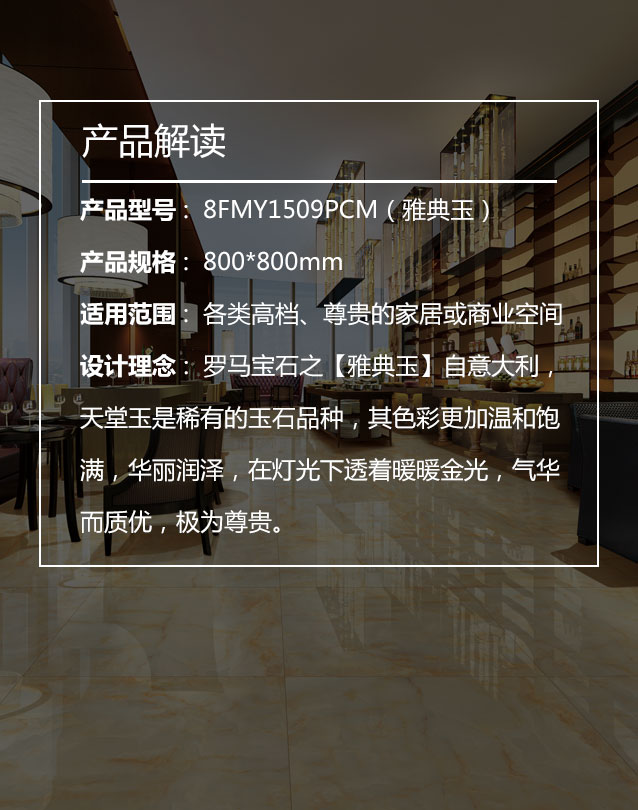 产品解读
产品型号：8FMY1509PCM（雅典玉）
产品规格：800*800mm
适用范围：各类高档、尊贵的家居或商业空间
设计理念：罗马宝石之【雅典玉】自意大利，
天堂玉是稀有的玉石品种，其色彩更加温和饱
满，华丽润泽，在灯光下透着暖暖金光，气华
而质优，极为尊贵。